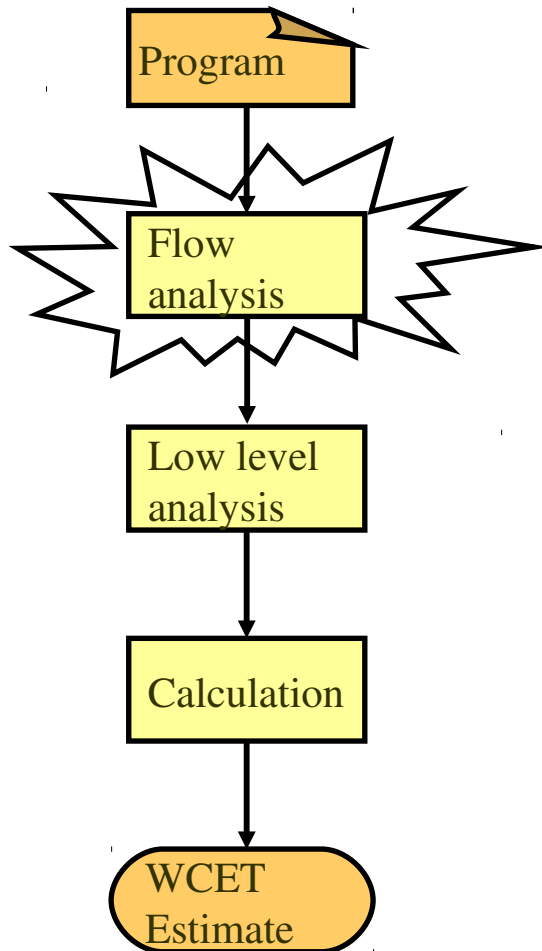 Program
Flow
analysis
Low level
analysis
Calculation
WCET
Estimate